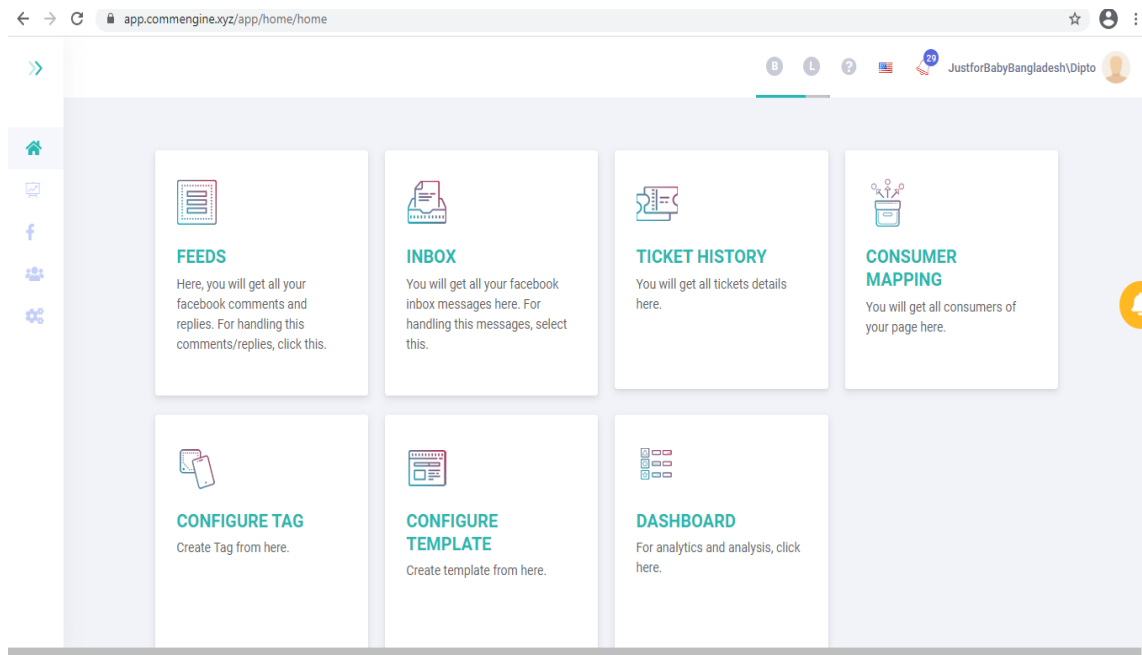 app.commengine.xyz/app/home/home
B L ? 29 JustforBabyBangladesh\Dipto
FEEDS
Here, you will get all your
facebook comments and
replies. For handling this
comments/replies, click this.
INBOX
You will get all your facebook
inbox messages here. For
handling this messages, select
this.
TICKET HISTORY
You will get all tickets details
here.
CONSUMER
MAPPING
You will get all consumers of
your page here.
CONFIGURE TAG
Create Tag from here.
CONFIGURE
TEMPLATE
Create template from here.
DASHBOARD
For analytics and analysis, click
here.